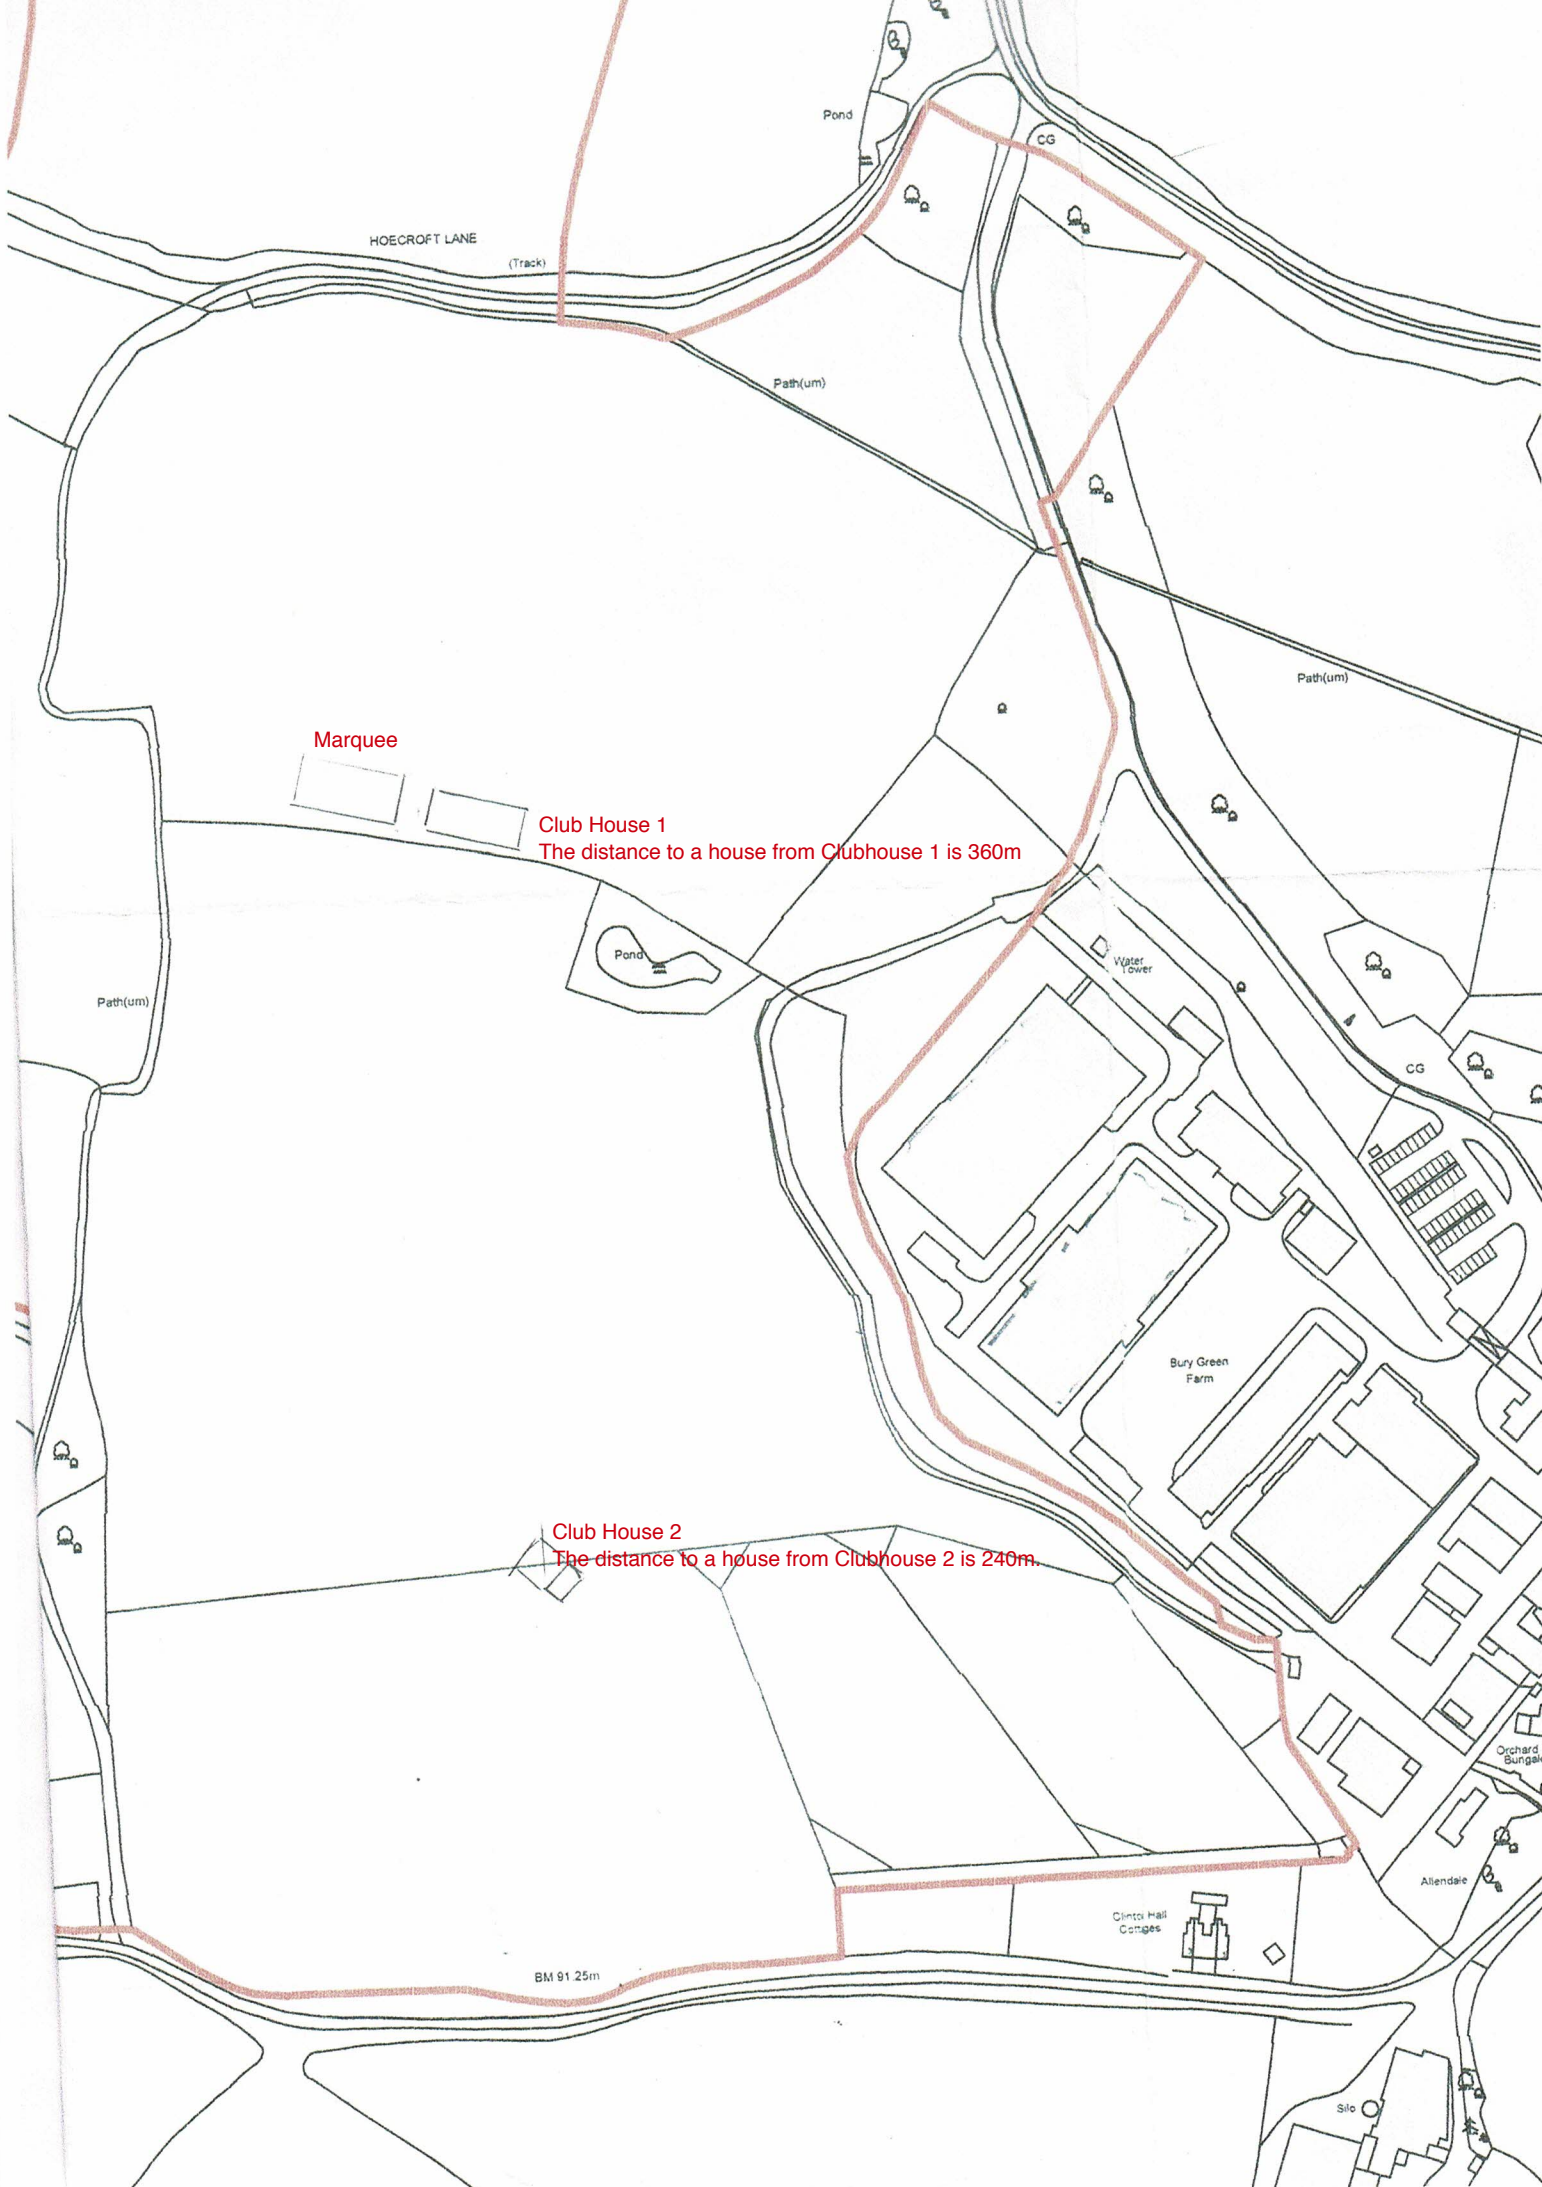 Pond
CG
HOECROFT LANE
(Track)
Path(um)
Path(um)
Marquee
Club House 1
The distance to a house from Clubhouse 1 is 360m
Pond
Water
Tower
Path(um)
CG
Bury Green
Farm
Club House 2
The distance to a house from Clubhouse 2 is 240m.
Orchard
Bungal
Allendale
Hall
BM 91.25m
Silo